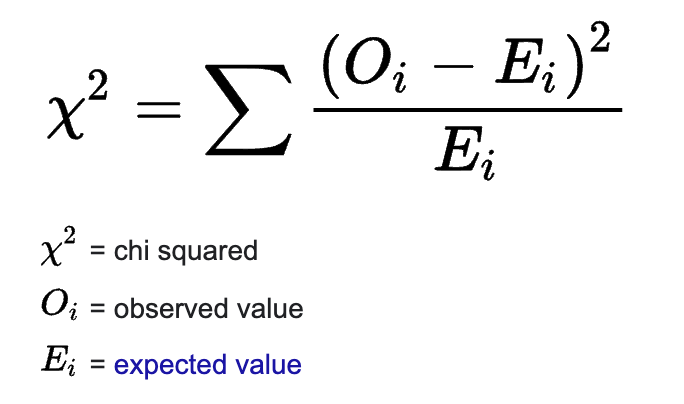 χ² = ∑ (Oᵢ − Eᵢ)² / Eᵢ
χ² = chi squared
Oᵢ = observed value
Eᵢ = expected value